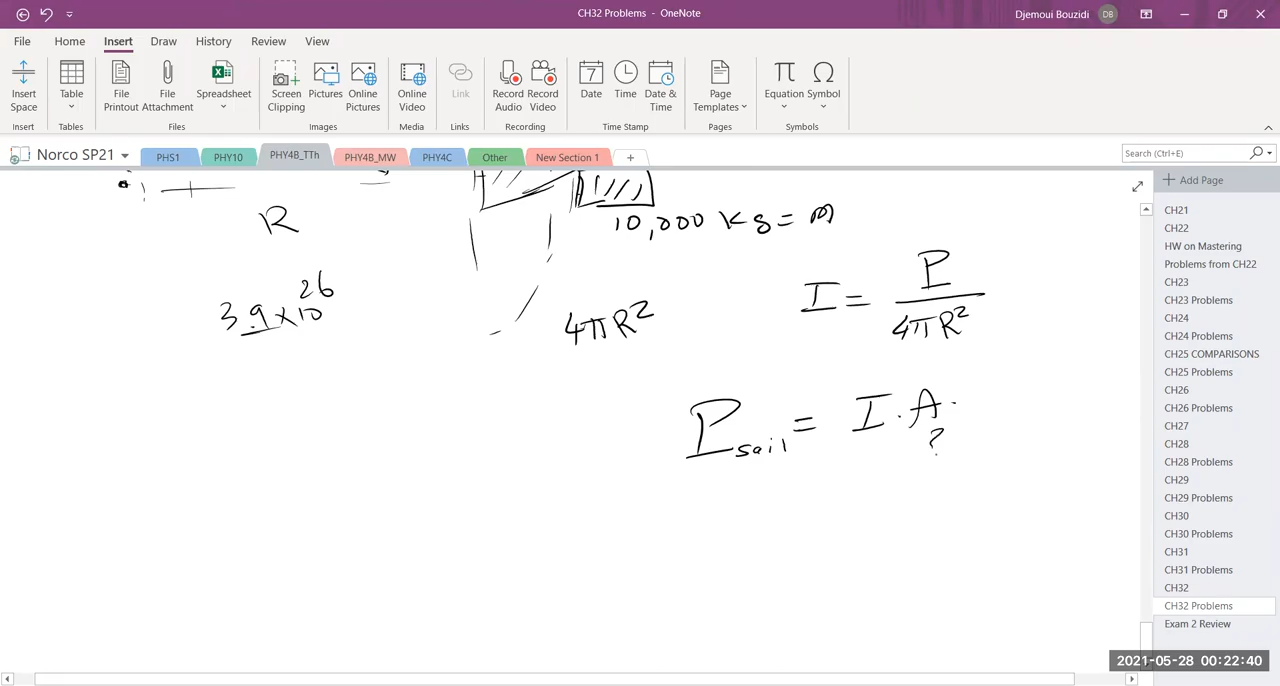 CH32 Problems - OneNote
Djemoui Bouzidi DB
File Home Insert Draw History Review View
Insert Space
Table
File Printout
File Attachment
Spreadsheet
Screen Clipping
Pictures
Online Pictures
Online Video
Link
Record Audio
Record Video
Date
Time
Date & Time
Page Templates
Equation
Symbol
Insert Tables Files Images Media Links Recording Time Stamp Pages Symbols
Norco SP21 PHS1 PHY10 PHY4B_TTh PHY4B_MW PHY4C Other New Section 1 + Search (Ctrl+E)
Add Page
CH21
CH22
HW on Mastering
Problems from CH22
CH23
CH23 Problems
CH24
CH24 Problems
CH25 COMPARISONS
CH25 Problems
CH26
CH26 Problems
CH27
CH28
CH28 Problems
CH29
CH29 Problems
CH30
CH30 Problems
CH31
CH31 Problems
CH32
CH32 Problems
Exam 2 Review
R
10,000 kg = m
3.9 × 10^26
4πR²
I = P / 4πR²
P sail = I . A .
?
2021-05-28 00:22:40